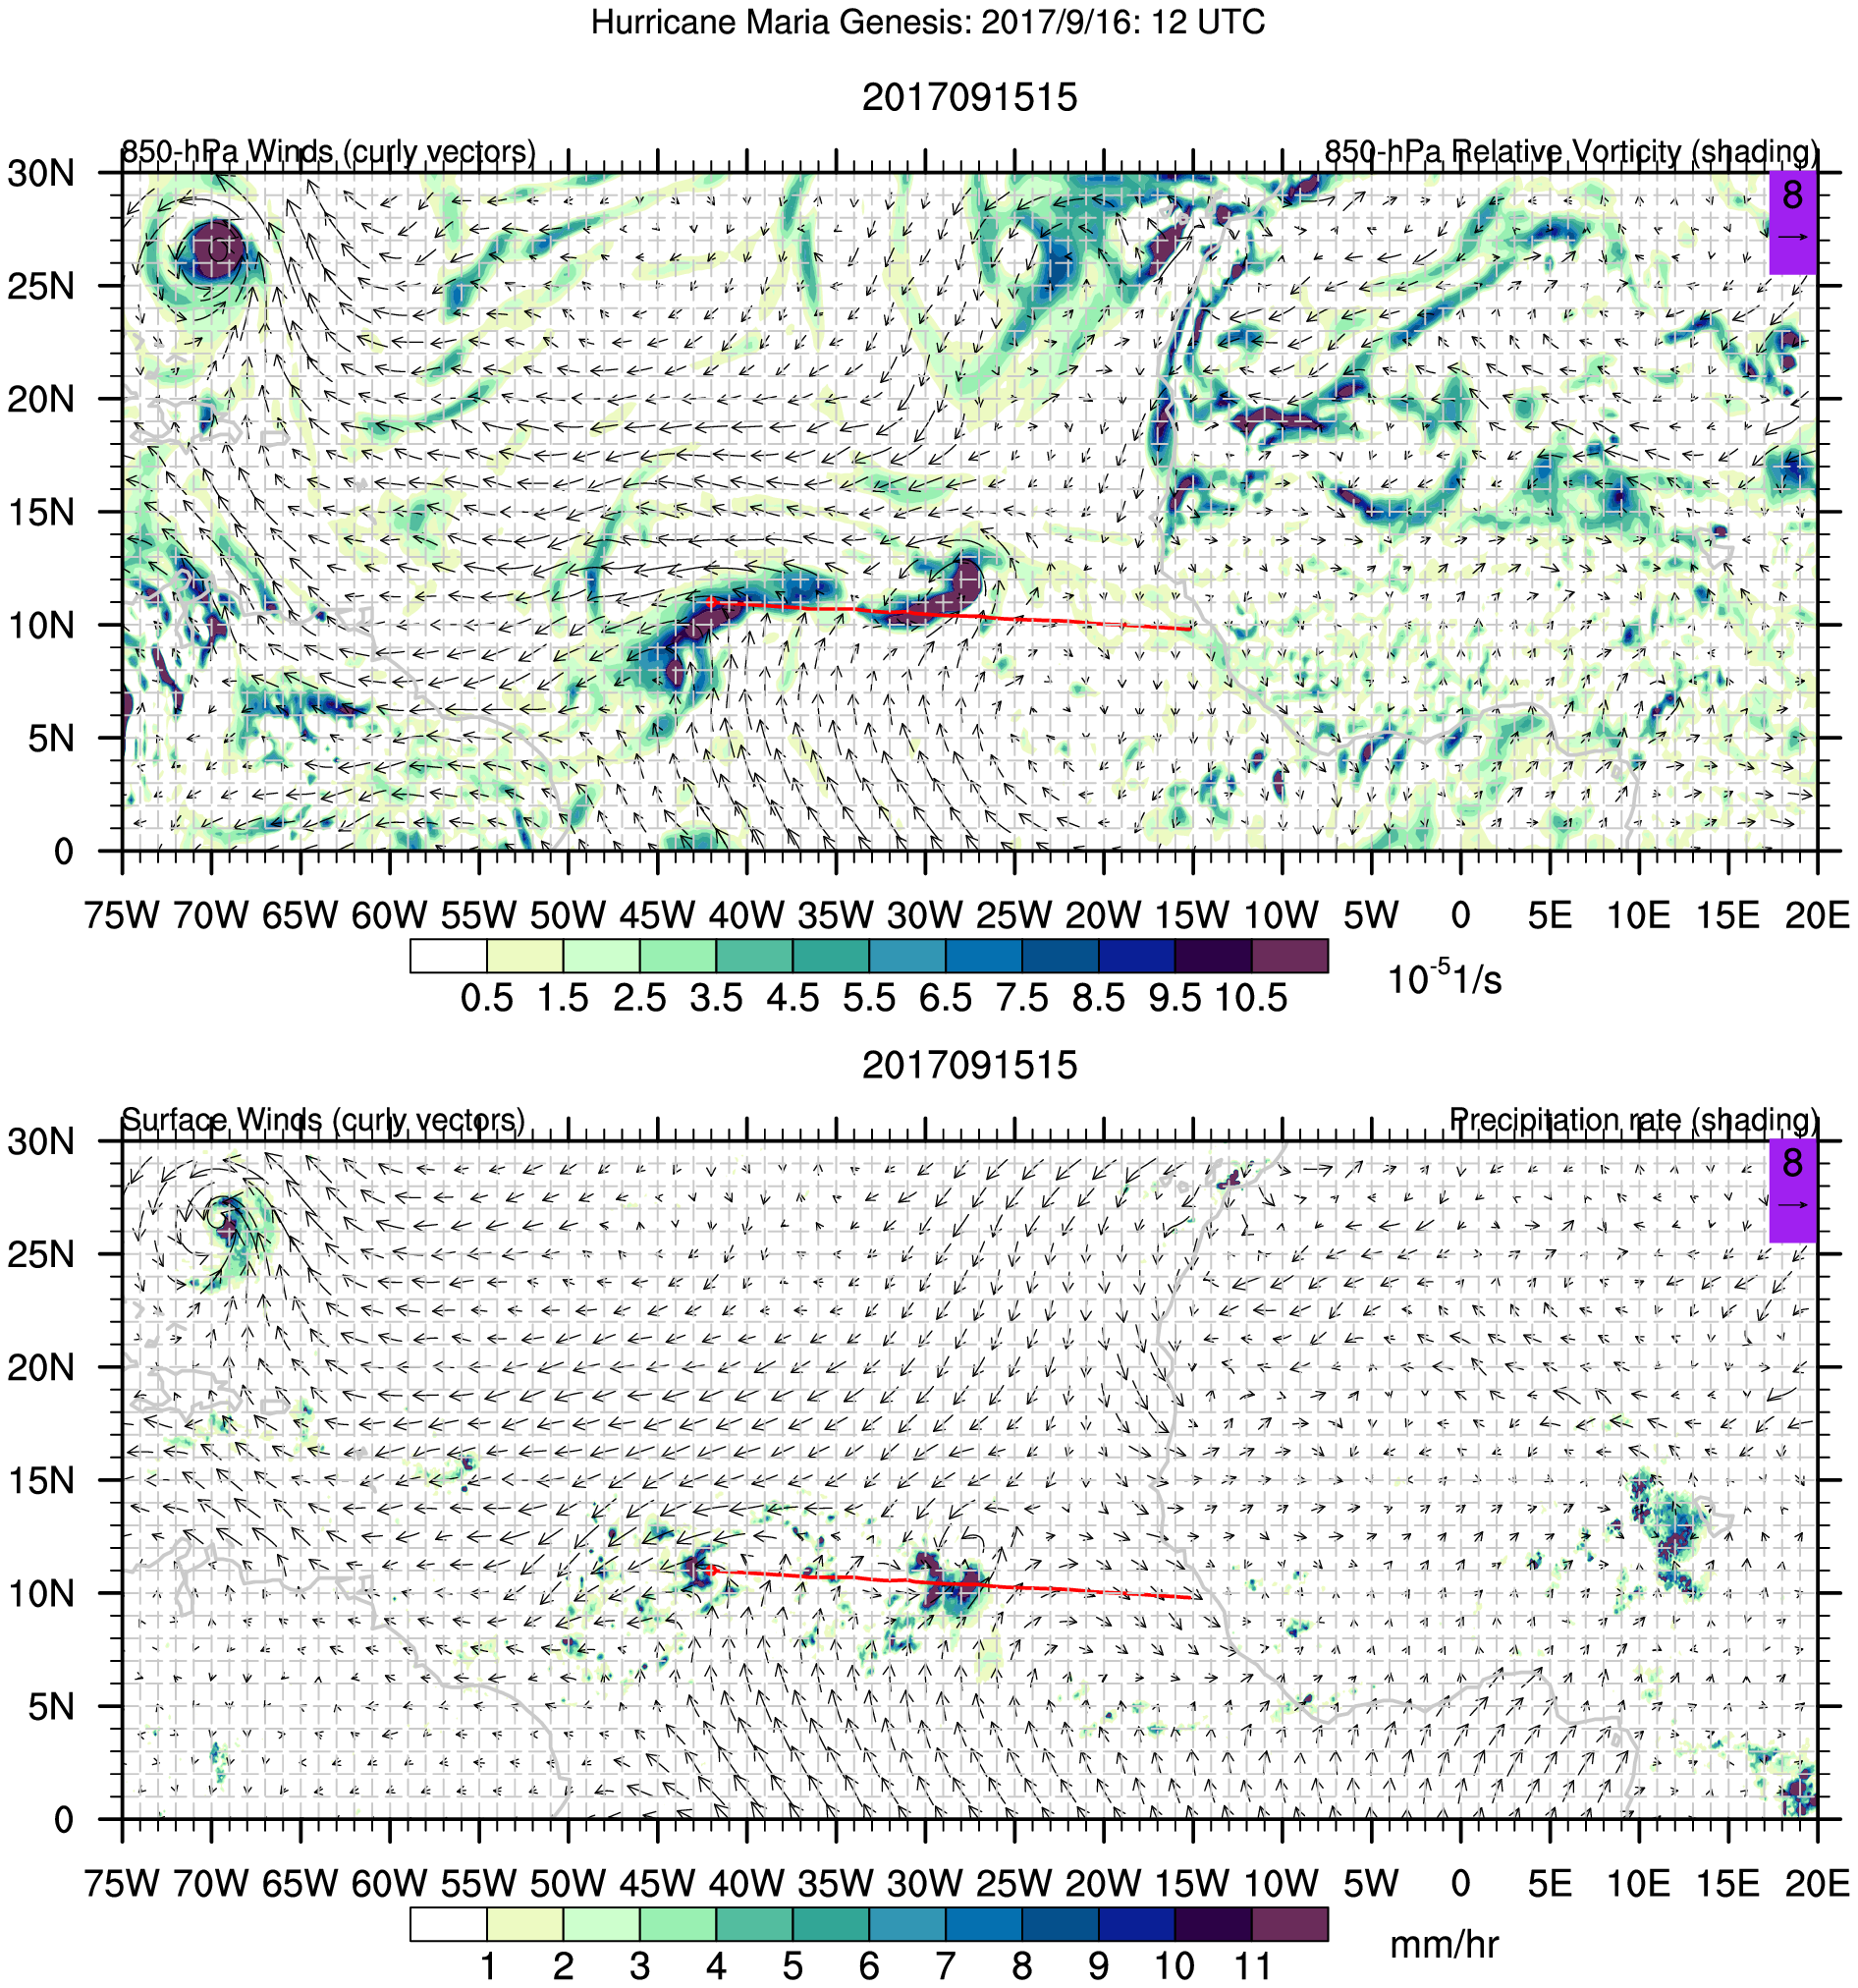 Hurricane Maria Genesis: 2017/9/16: 12 UTC
2017091515
850-hPa Winds (curly vectors) 850-hPa Relative Vorticity (shading)
8
30N
25N
20N
15N
10N
5N
0
75W 70W 65W 60W 55W 50W 45W 40W 35W 30W 25W 20W 15W 10W 5W 0 5E 10E 15E 20E
0.5 1.5 2.5 3.5 4.5 5.5 6.5 7.5 8.5 9.5 10.5
10-51/s
2017091515
Surface Winds (curly vectors) Precipitation rate (shading)
8
30N
25N
20N
15N
10N
5N
0
75W 70W 65W 60W 55W 50W 45W 40W 35W 30W 25W 20W 15W 10W 5W 0 5E 10E 15E 20E
1 2 3 4 5 6 7 8 9 10 11
mm/hr